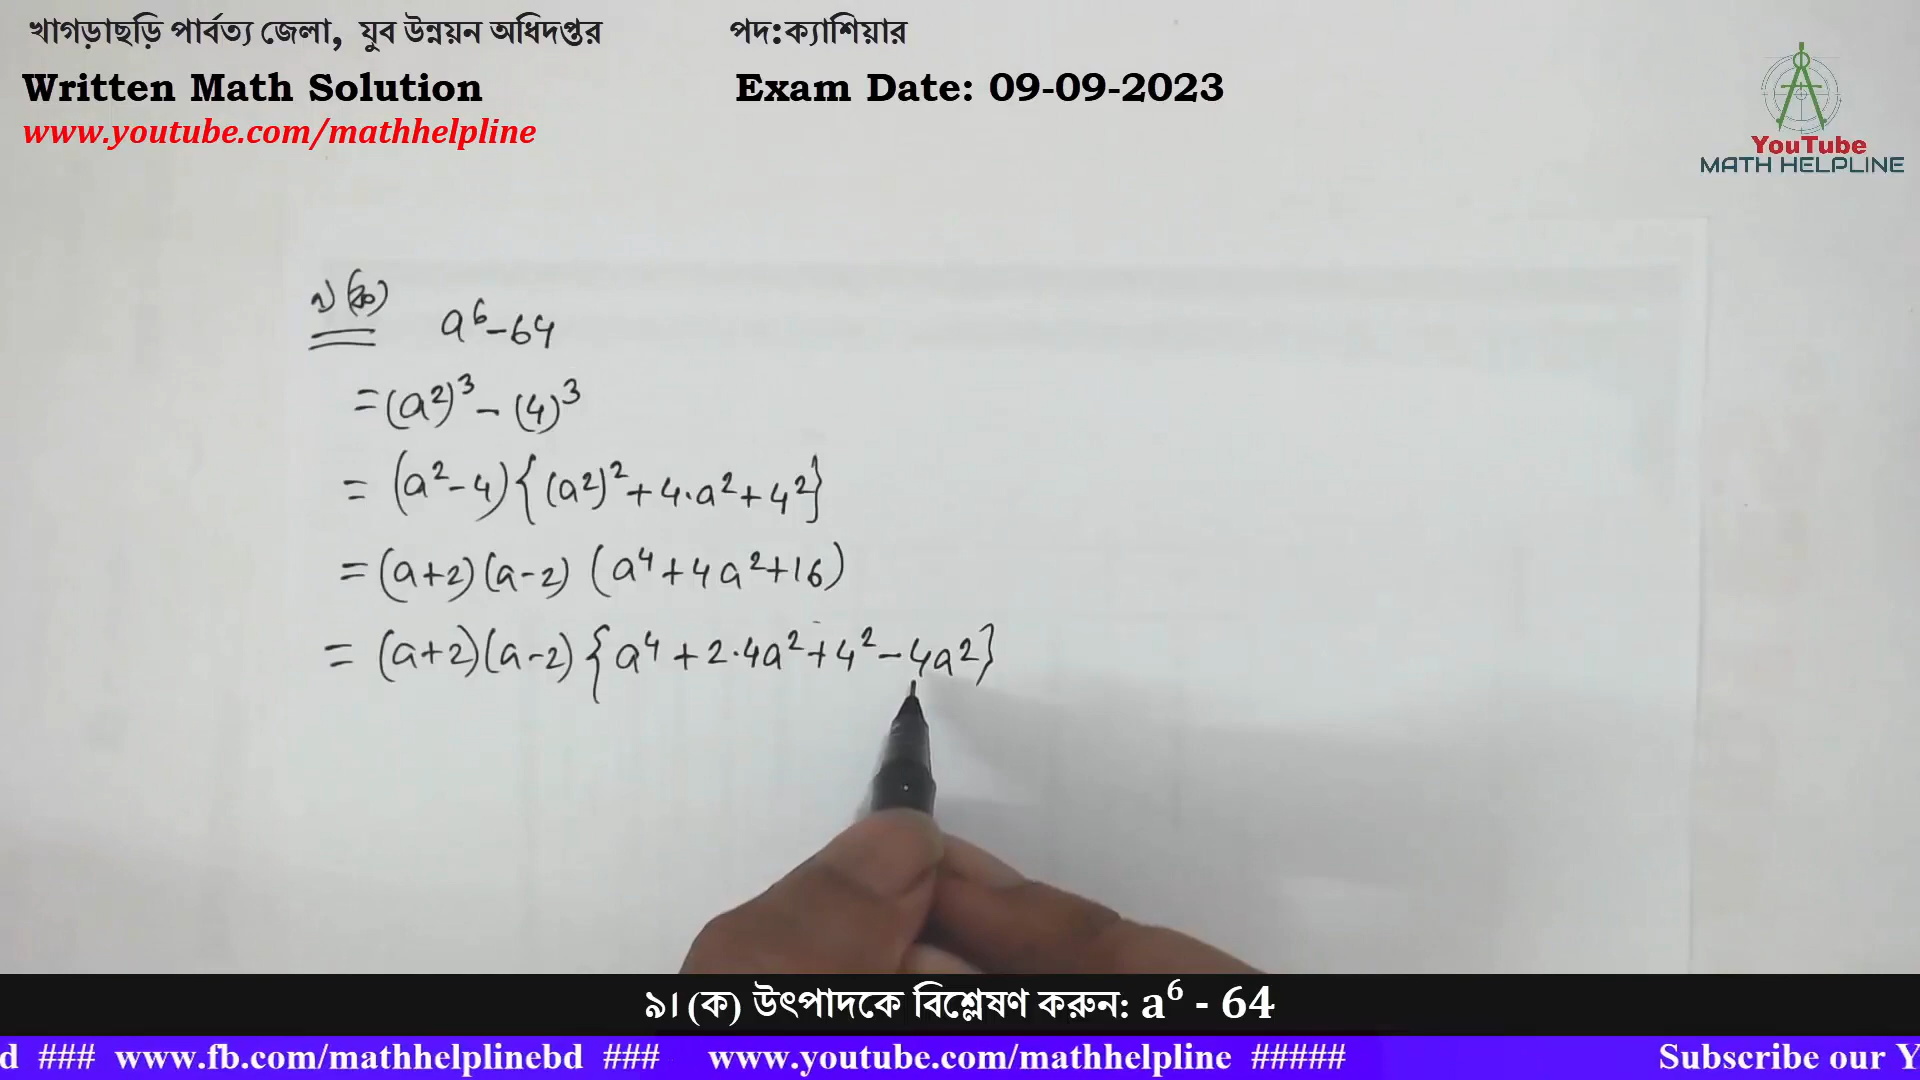 খাগড়াছড়ি পার্বত্য জেলা, যুব উন্নয়ন অধিদপ্তর
পদ:ক্যাশিয়ার
Written Math Solution
Exam Date: 09-09-2023
www.youtube.com/mathhelpline
YouTube
MATH HELPLINE
৯) (ক) a⁶-64
=(a²)³ - (4)³
= (a²-4){(a²)²+4·a²+4²}
=(a+2)(a-2) (a⁴+4a²+16)
= (a+2)(a-2){a⁴+2·4a²+4²-4a²}
৯। (ক) উৎপাদকে বিশ্লেষণ করুন: a⁶ - 64
d ### www.fb.com/mathhelplinebd ### www.youtube.com/mathhelpline ##### Subscribe our Y